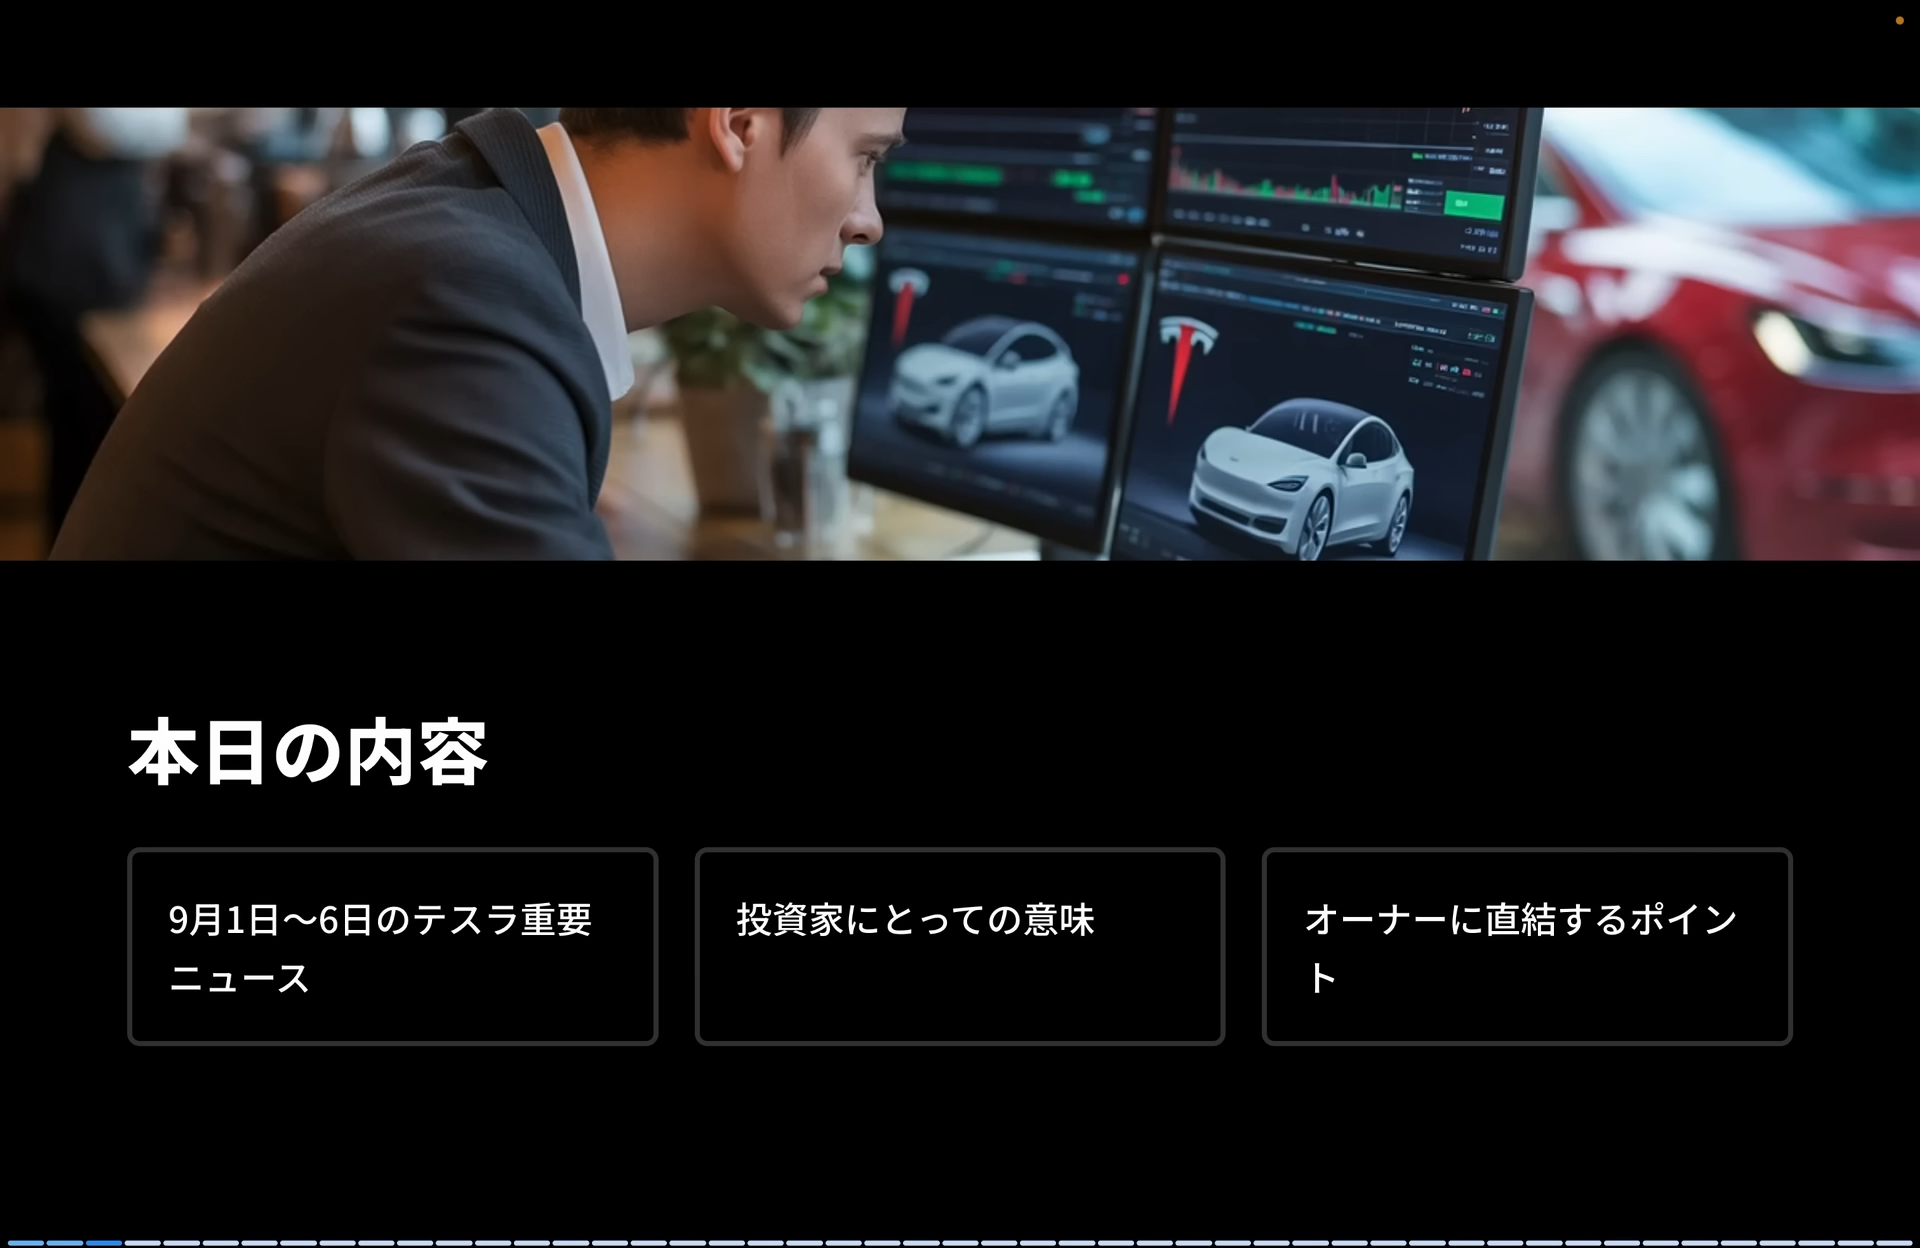 本日の内容
9月1日〜6日のテスラ重要
ニュース
投資家にとっての意味
オーナーに直結するポイン
ト